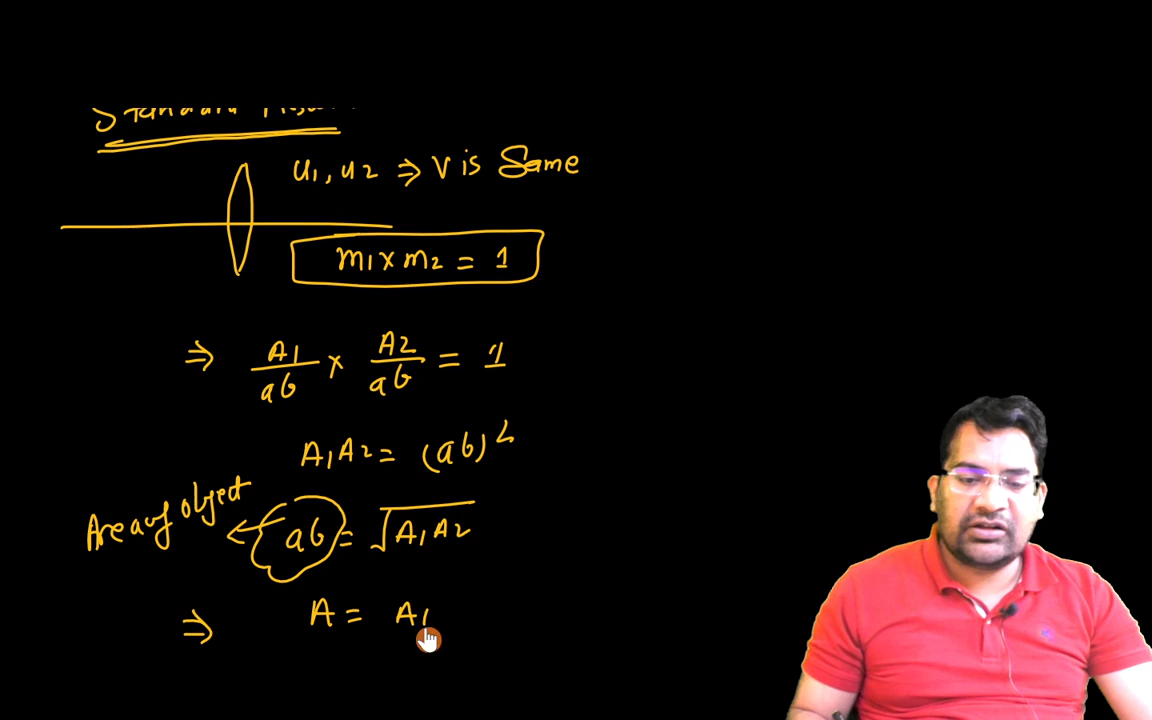 u1, u2 ⇒ v is Same
m1 × m2 = 1
⇒ A1/ab × A2/ab = 1
A1A2 = (ab)²
Area of object
ab = √A1A2
⇒ A = A1